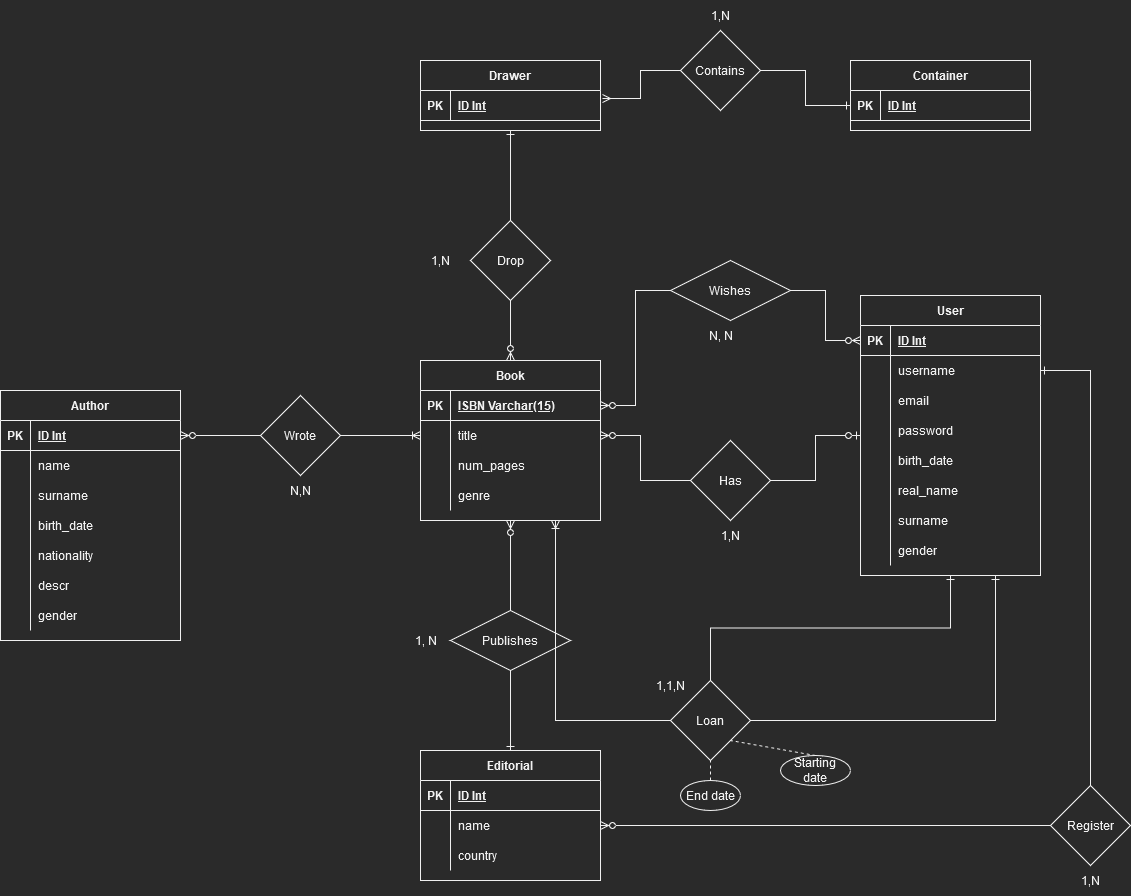 1,N
Contains
Drawer
PK ID Int
Container
PK ID Int
1,N
Drop
Wishes
N, N
User
PK ID Int
username
email
password
birth_date
real_name
surname
gender
Book
PK ISBN Varchar(15)
title
num_pages
genre
Author
PK ID Int
name
surname
birth_date
nationality
descr
gender
Wrote
N,N
Has
1,N
1, N
Publishes
1,1,N
Loan
Starting
date
End date
Editorial
PK ID Int
name
country
Register
1,N